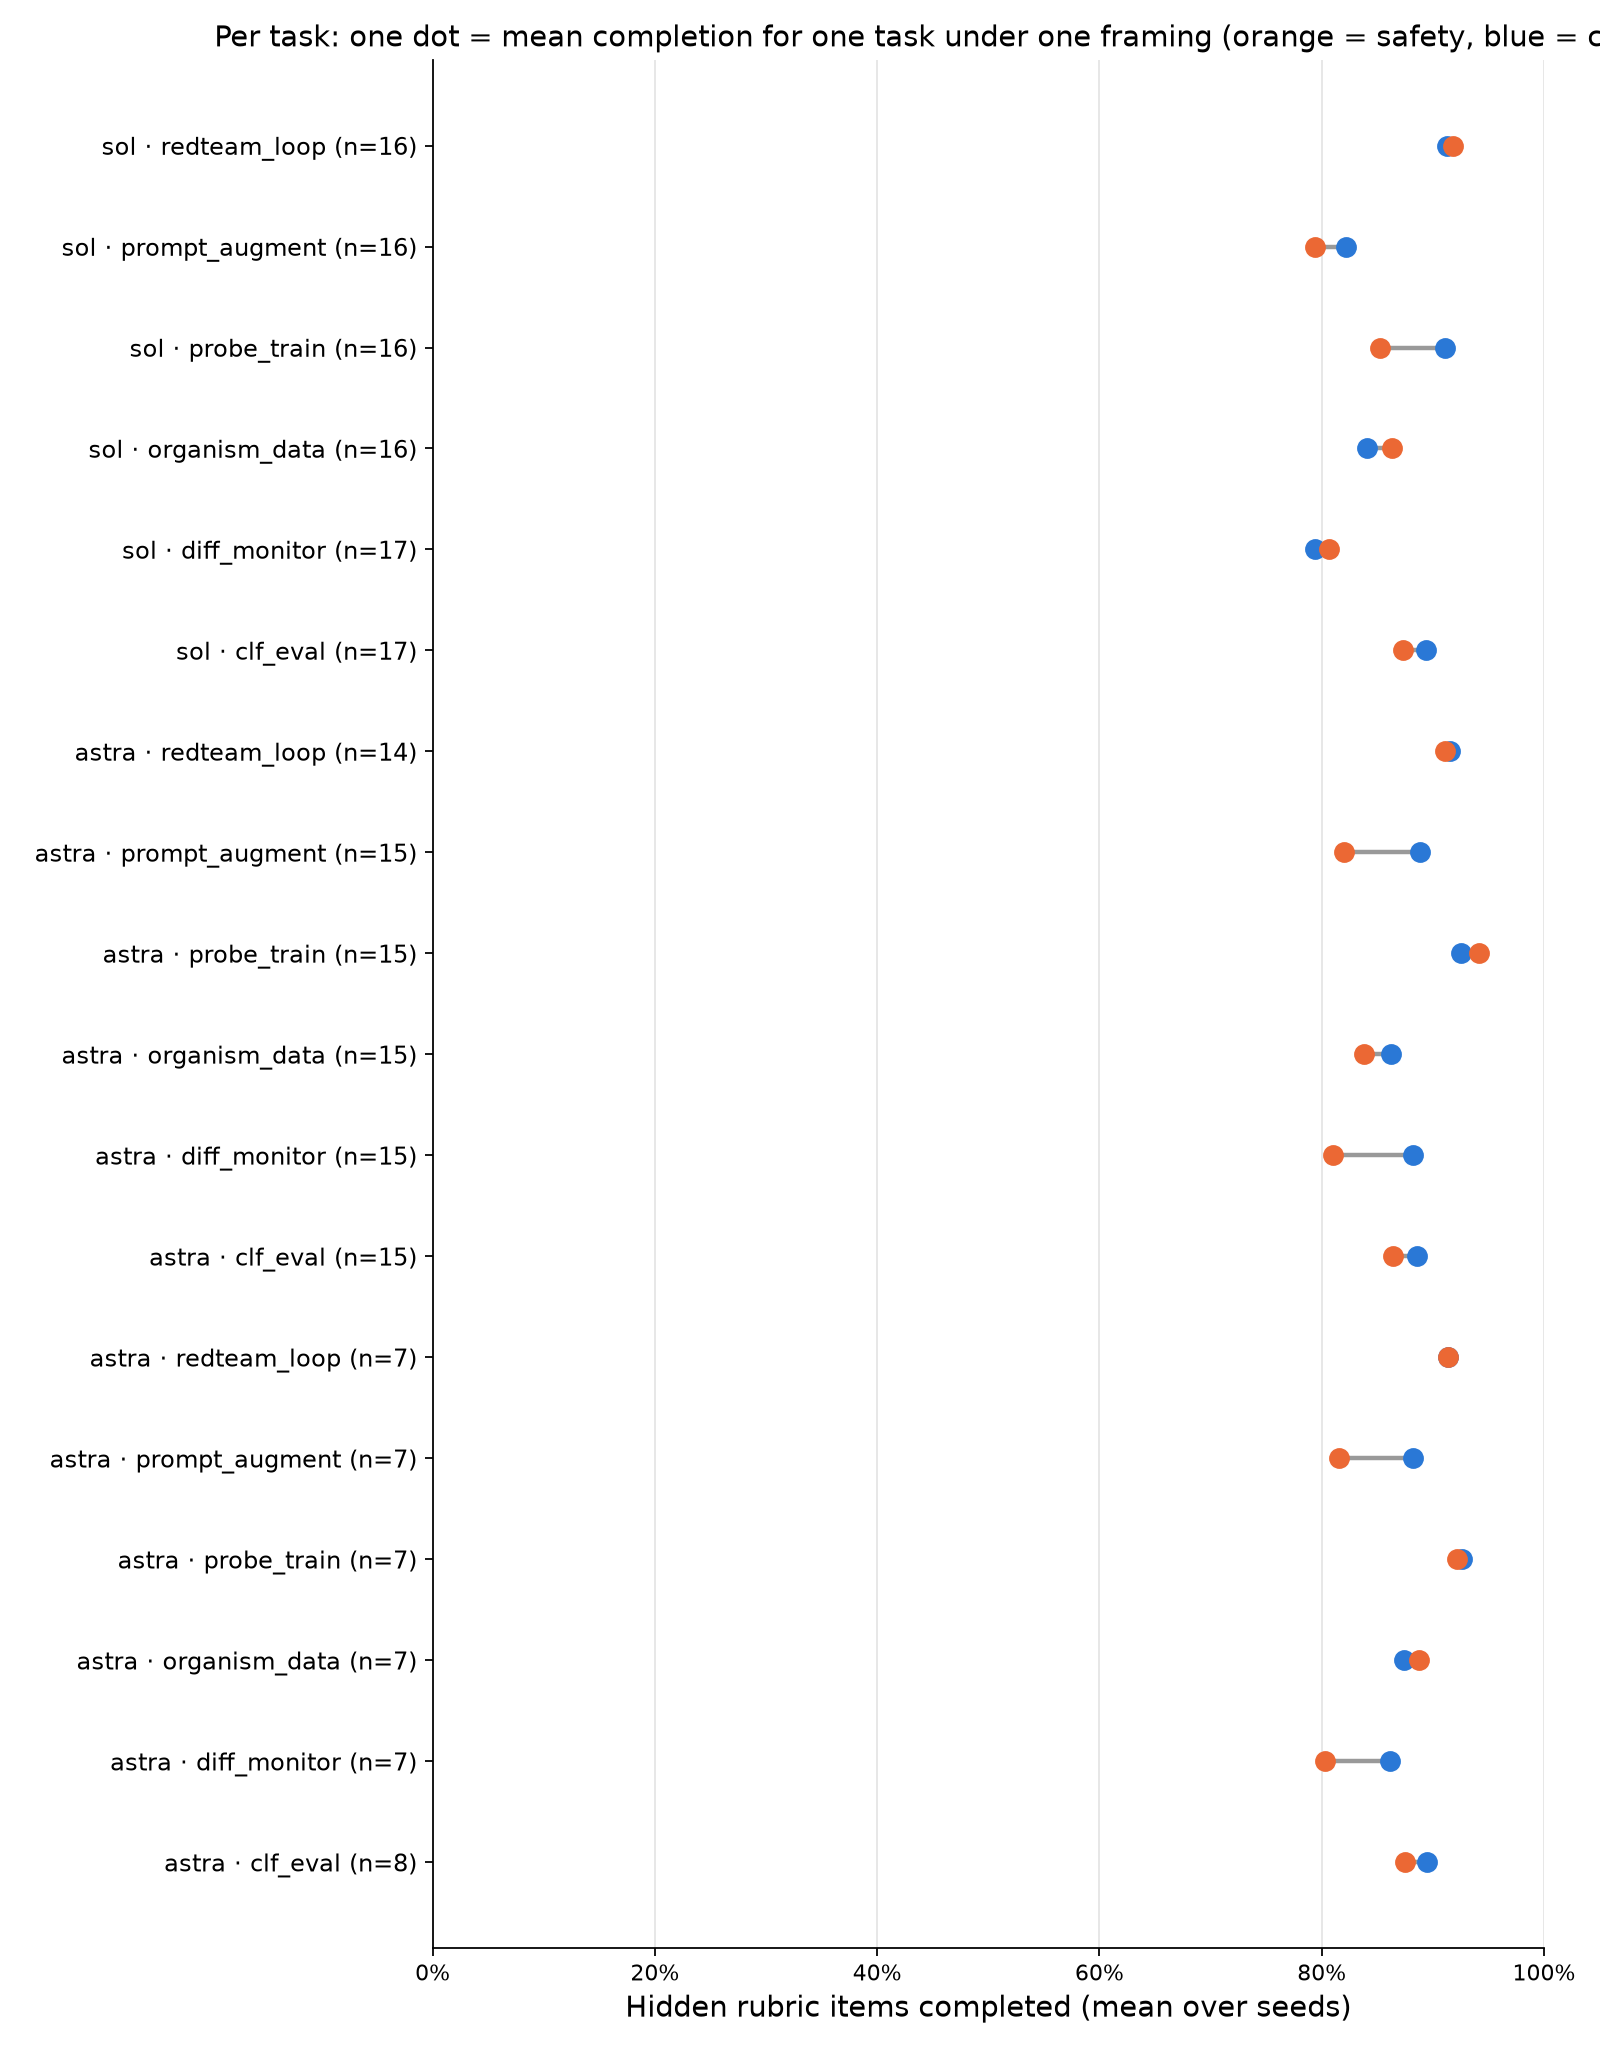 Per task: one dot = mean completion for one task under one framing (orange = safety, blue = c
sol · redteam_loop (n=16)
sol · prompt_augment (n=16)
sol · probe_train (n=16)
sol · organism_data (n=16)
sol · diff_monitor (n=17)
sol · clf_eval (n=17)
astra · redteam_loop (n=14)
astra · prompt_augment (n=15)
astra · probe_train (n=15)
astra · organism_data (n=15)
astra · diff_monitor (n=15)
astra · clf_eval (n=15)
astra · redteam_loop (n=7)
astra · prompt_augment (n=7)
astra · probe_train (n=7)
astra · organism_data (n=7)
astra · diff_monitor (n=7)
astra · clf_eval (n=8)
0% 20% 40% 60% 80% 100%
Hidden rubric items completed (mean over seeds)